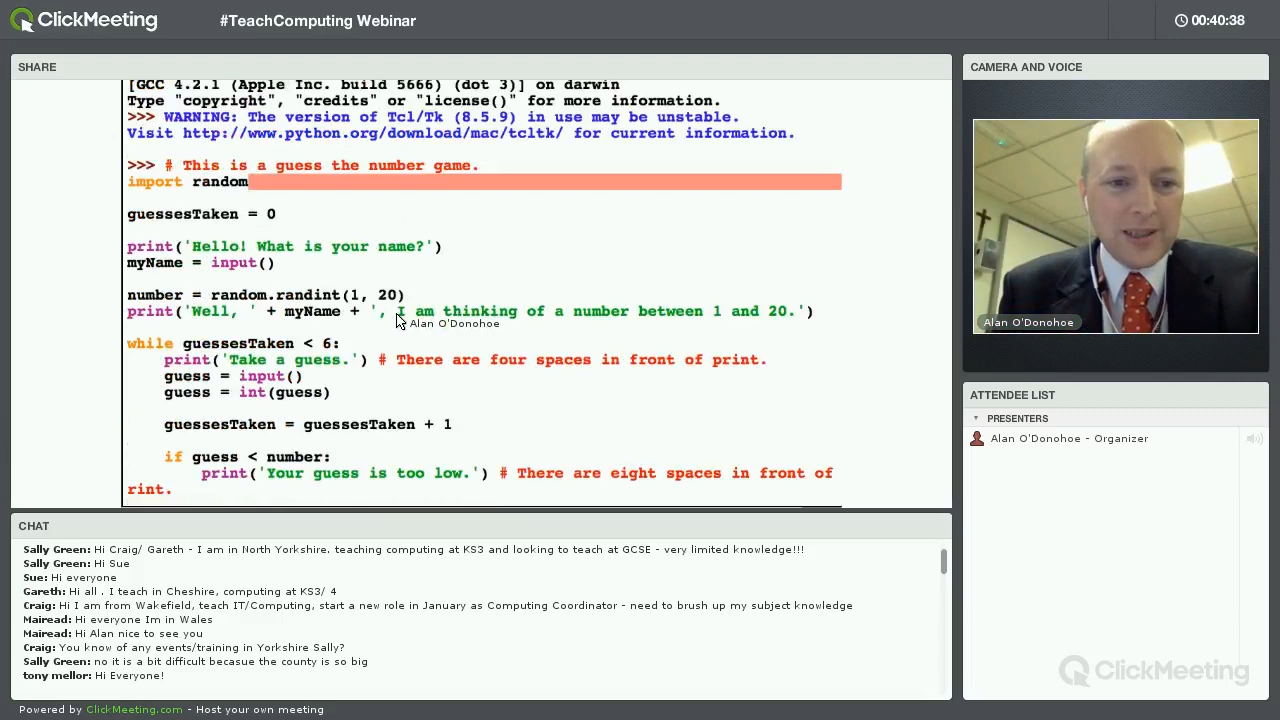 ClickMeeting
#TeachComputing Webinar
00:40:38
SHARE
[GCC 4.2.1 (Apple Inc. build 5666) (dot 3)] on darwin
Type "copyright", "credits" or "license()" for more information.
>>> WARNING: The version of Tcl/Tk (8.5.9) in use may be unstable.
Visit http://www.python.org/download/mac/tcltk/ for current information.
>>> # This is a guess the number game.
import random
guessesTaken = 0
print('Hello! What is your name?')
myName = input()
number = random.randint(1, 20)
print('Well, ' + myName + ', I am thinking of a number between 1 and 20.')
Alan O'Donohoe
while guessesTaken < 6:
    print('Take a guess.') # There are four spaces in front of print.
    guess = input()
    guess = int(guess)
    guessesTaken = guessesTaken + 1
    if guess < number:
        print('Your guess is too low.') # There are eight spaces in front of
rint.
CAMERA AND VOICE
Alan O'Donohoe
ATTENDEE LIST
PRESENTERS
Alan O'Donohoe - Organizer
ClickMeeting
CHAT
Sally Green: Hi Craig/ Gareth - I am in North Yorkshire. teaching computing at KS3 and looking to teach at GCSE - very limited knowledge!!!
Sally Green: Hi Sue
Sue: Hi everyone
Gareth: Hi all . I teach in Cheshire, computing at KS3/ 4
Craig: Hi I am from Wakefield, teach IT/Computing, start a new role in January as Computing Coordinator - need to brush up my subject knowledge
Mairead: Hi everyone Im in Wales
Mairead: Hi Alan nice to see you
Craig: You know of any events/training in Yorkshire Sally?
Sally Green: no it is a bit difficult becasue the county is so big
tony mellor: Hi Everyone!
Powered by ClickMeeting.com - Host your own meeting